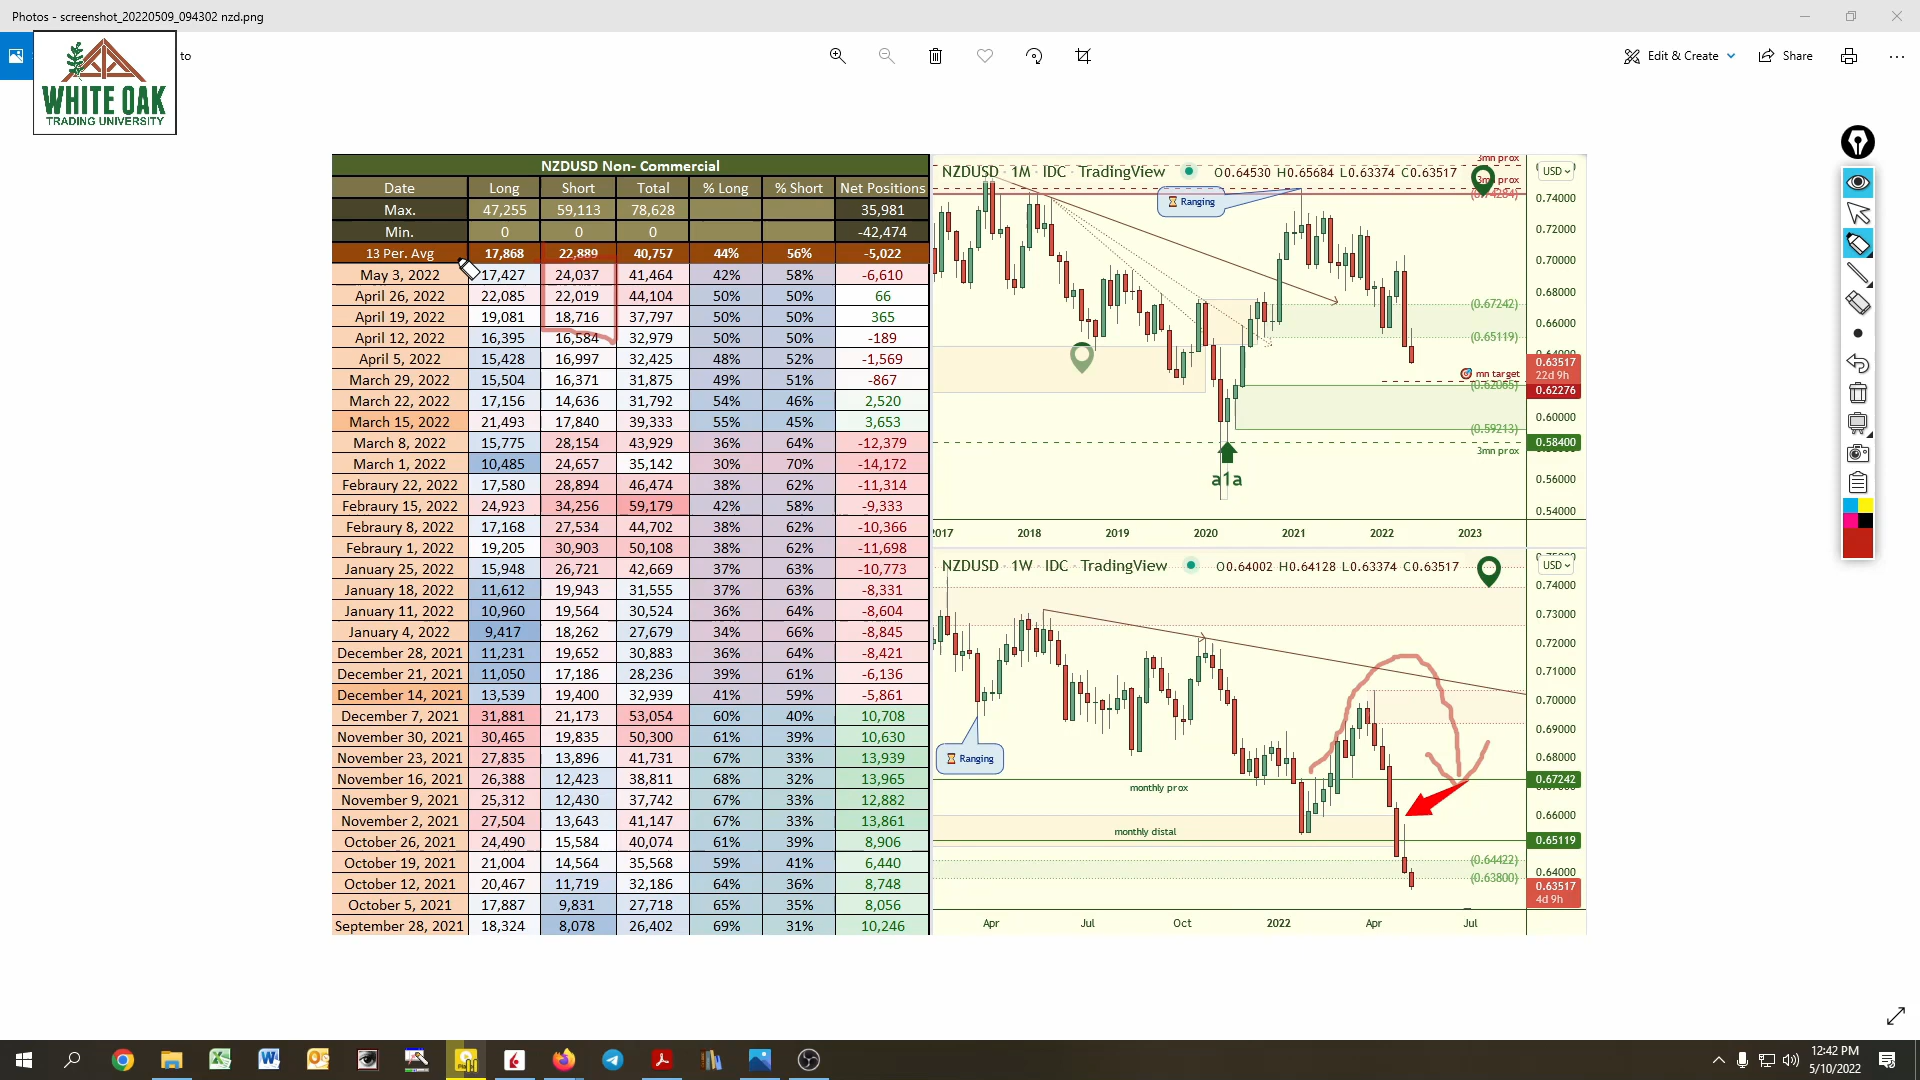 Photos - screenshot_20220509_094302 nzd.png
to
Edit & Create
Share
WHITE OAK
TRADING UNIVERSITY
NZDUSD Non- Commercial
Date Long Short Total % Long % Short Net Positions
Max. 47,255 59,113 78,628 35,981
Min. 0 0 0 -42,474
13 Per. Avg 17,868 22,889 40,757 44% 56% -5,022
May 3, 2022 17,427 24,037 41,464 42% 58% -6,610
April 26, 2022 22,085 22,019 44,104 50% 50% 66
April 19, 2022 19,081 18,716 37,797 50% 50% 365
April 12, 2022 16,395 16,584 32,979 50% 50% -189
April 5, 2022 15,428 16,997 32,425 48% 52% -1,569
March 29, 2022 15,504 16,371 31,875 49% 51% -867
March 22, 2022 17,156 14,636 31,792 54% 46% 2,520
March 15, 2022 21,493 17,840 39,333 55% 45% 3,653
March 8, 2022 15,775 28,154 43,929 36% 64% -12,379
March 1, 2022 10,485 24,657 35,142 30% 70% -14,172
Febraury 22, 2022 17,580 28,894 46,474 38% 62% -11,314
Febraury 15, 2022 24,923 34,256 59,179 42% 58% -9,333
Febraury 8, 2022 17,168 27,534 44,702 38% 62% -10,366
Febraury 1, 2022 19,205 30,903 50,108 38% 62% -11,698
January 25, 2022 15,948 26,721 42,669 37% 63% -10,773
January 18, 2022 11,612 19,943 31,555 37% 63% -8,331
January 11, 2022 10,960 19,564 30,524 36% 64% -8,604
January 4, 2022 9,417 18,262 27,679 34% 66% -8,845
December 28, 2021 11,231 19,652 30,883 36% 64% -8,421
December 21, 2021 11,050 17,186 28,236 39% 61% -6,136
December 14, 2021 13,539 19,400 32,939 41% 59% -5,861
December 7, 2021 31,881 21,173 53,054 60% 40% 10,708
November 30, 2021 30,465 19,835 50,300 61% 39% 10,630
November 23, 2021 27,835 13,896 41,731 67% 33% 13,939
November 16, 2021 26,388 12,423 38,811 68% 32% 13,965
November 9, 2021 25,312 12,430 37,742 67% 33% 12,882
November 2, 2021 27,504 13,643 41,147 67% 33% 13,861
October 26, 2021 24,490 15,584 40,074 61% 39% 8,906
October 19, 2021 21,004 14,564 35,568 59% 41% 6,440
October 12, 2021 20,467 11,719 32,186 64% 36% 8,748
October 5, 2021 17,887 9,831 27,718 65% 35% 8,056
September 28, 2021 18,324 8,078 26,402 69% 31% 10,246
NZDUSD · 1M · IDC · TradingView O0.64530 H0.65684 L0.63374 C0.63517
3mn prox
3mn prox
(0.74284)
USD
Ranging
0.74000
0.72000
0.70000
0.68000
(0.67242)
0.66000
(0.65119)
0.63517
22d 9h
mn target
(0.62065)
0.62276
0.60000
(0.59213)
0.58400
3mn prox
0.56000
0.54000
a1a
2017 2018 2019 2020 2021 2022 2023
NZDUSD · 1W · IDC · TradingView O0.64002 H0.64128 L0.63374 C0.63517
USD
0.74000
0.73000
0.72000
0.71000
0.70000
0.69000
0.68000
Ranging
0.67242
monthly prox
0.66000
monthly distal
0.65119
(0.64422)
0.64000
(0.63800)
0.63517
4d 9h
Apr Jul Oct 2022 Apr Jul
12:42 PM
5/10/2022